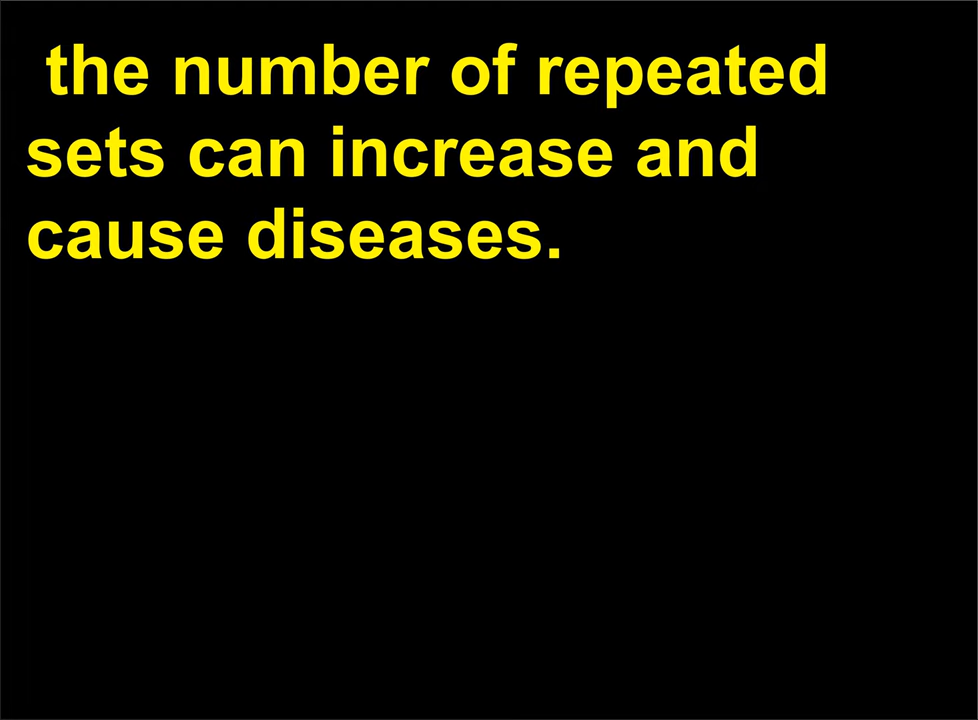 the number of repeated
sets can increase and
cause diseases.